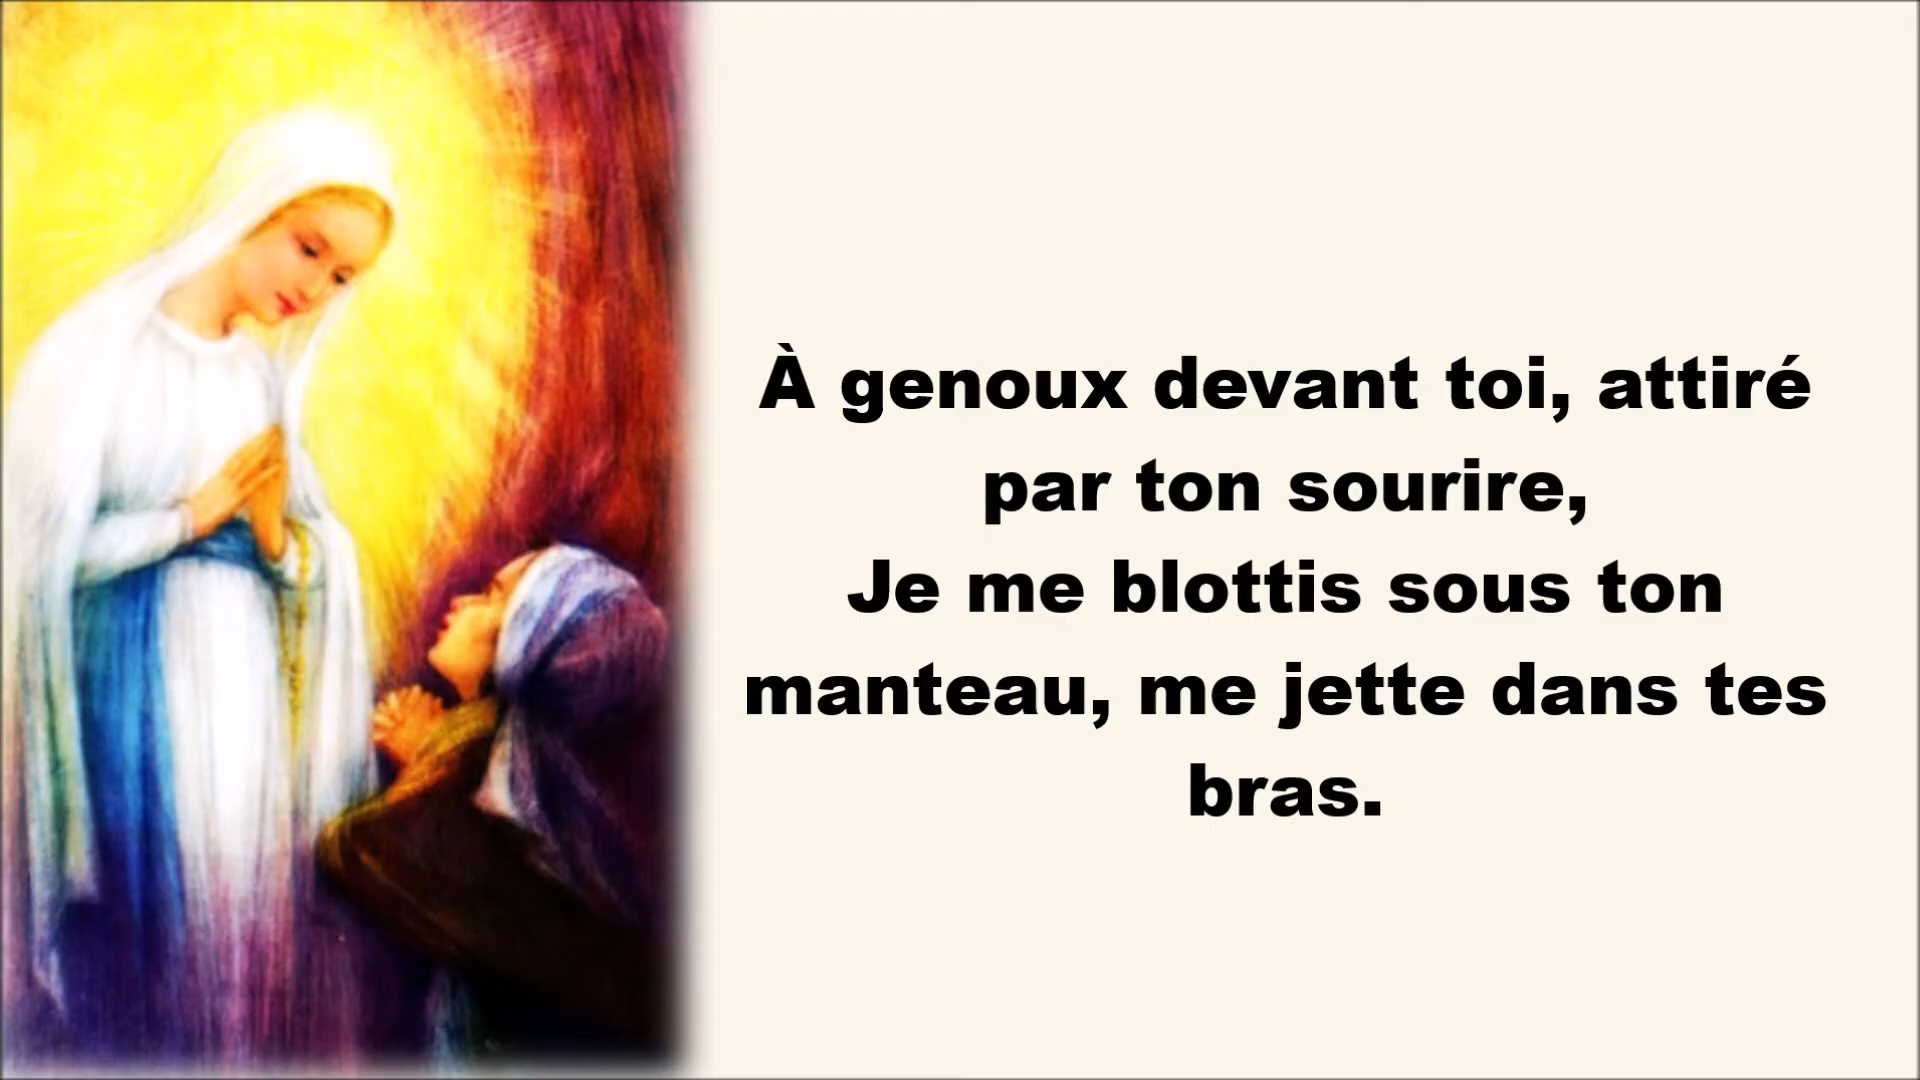 À genoux devant toi, attiré
par ton sourire,
Je me blottis sous ton
manteau, me jette dans tes
bras.